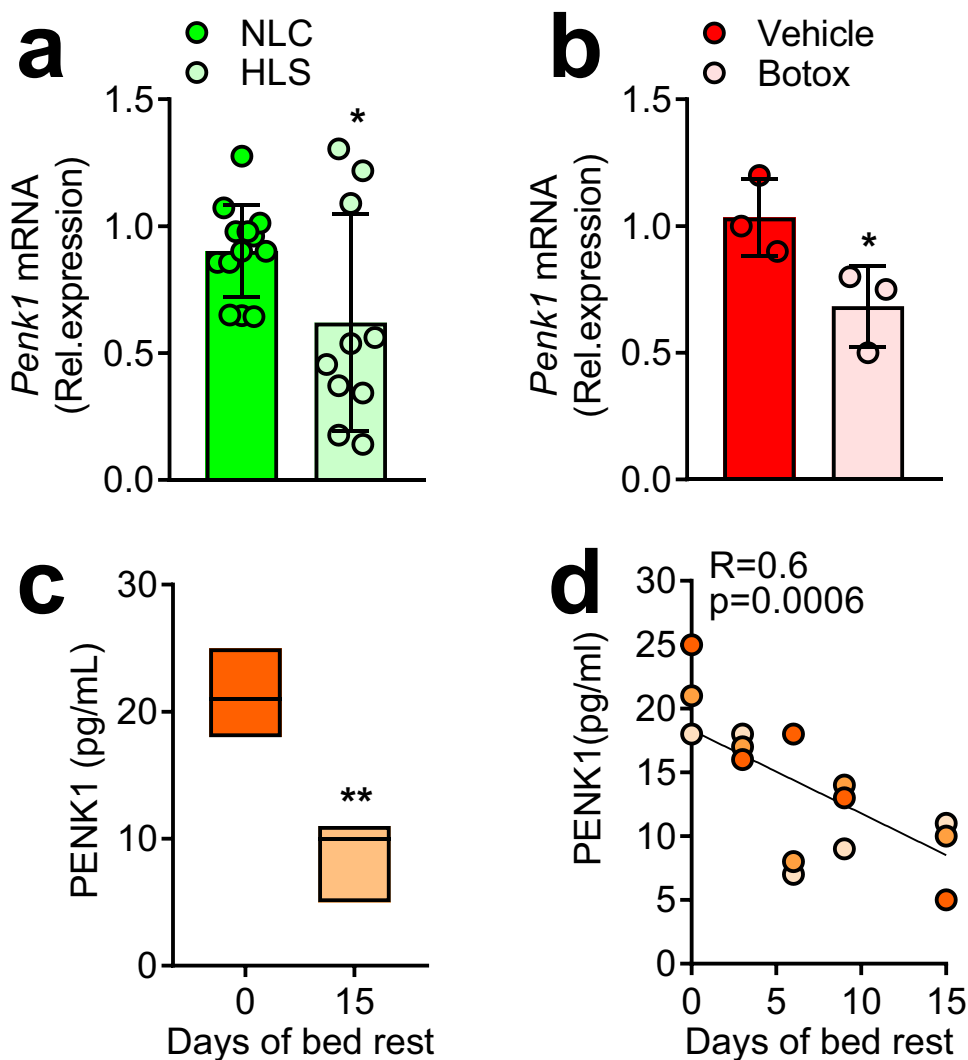 a
NLC
HLS
Penk1 mRNA
(Rel.expression)
1.5
1.0
0.5
0.0
*
b
Vehicle
Botox
Penk1 mRNA
(Rel.expression)
1.5
1.0
0.5
0.0
*
c
PENK1 (pg/mL)
30
20
10
0
**
0
15
Days of bed rest
d
R=0.6
p=0.0006
PENK1(pg/ml)
30
25
20
15
10
5
0
0 5 10 15
Days of bed rest